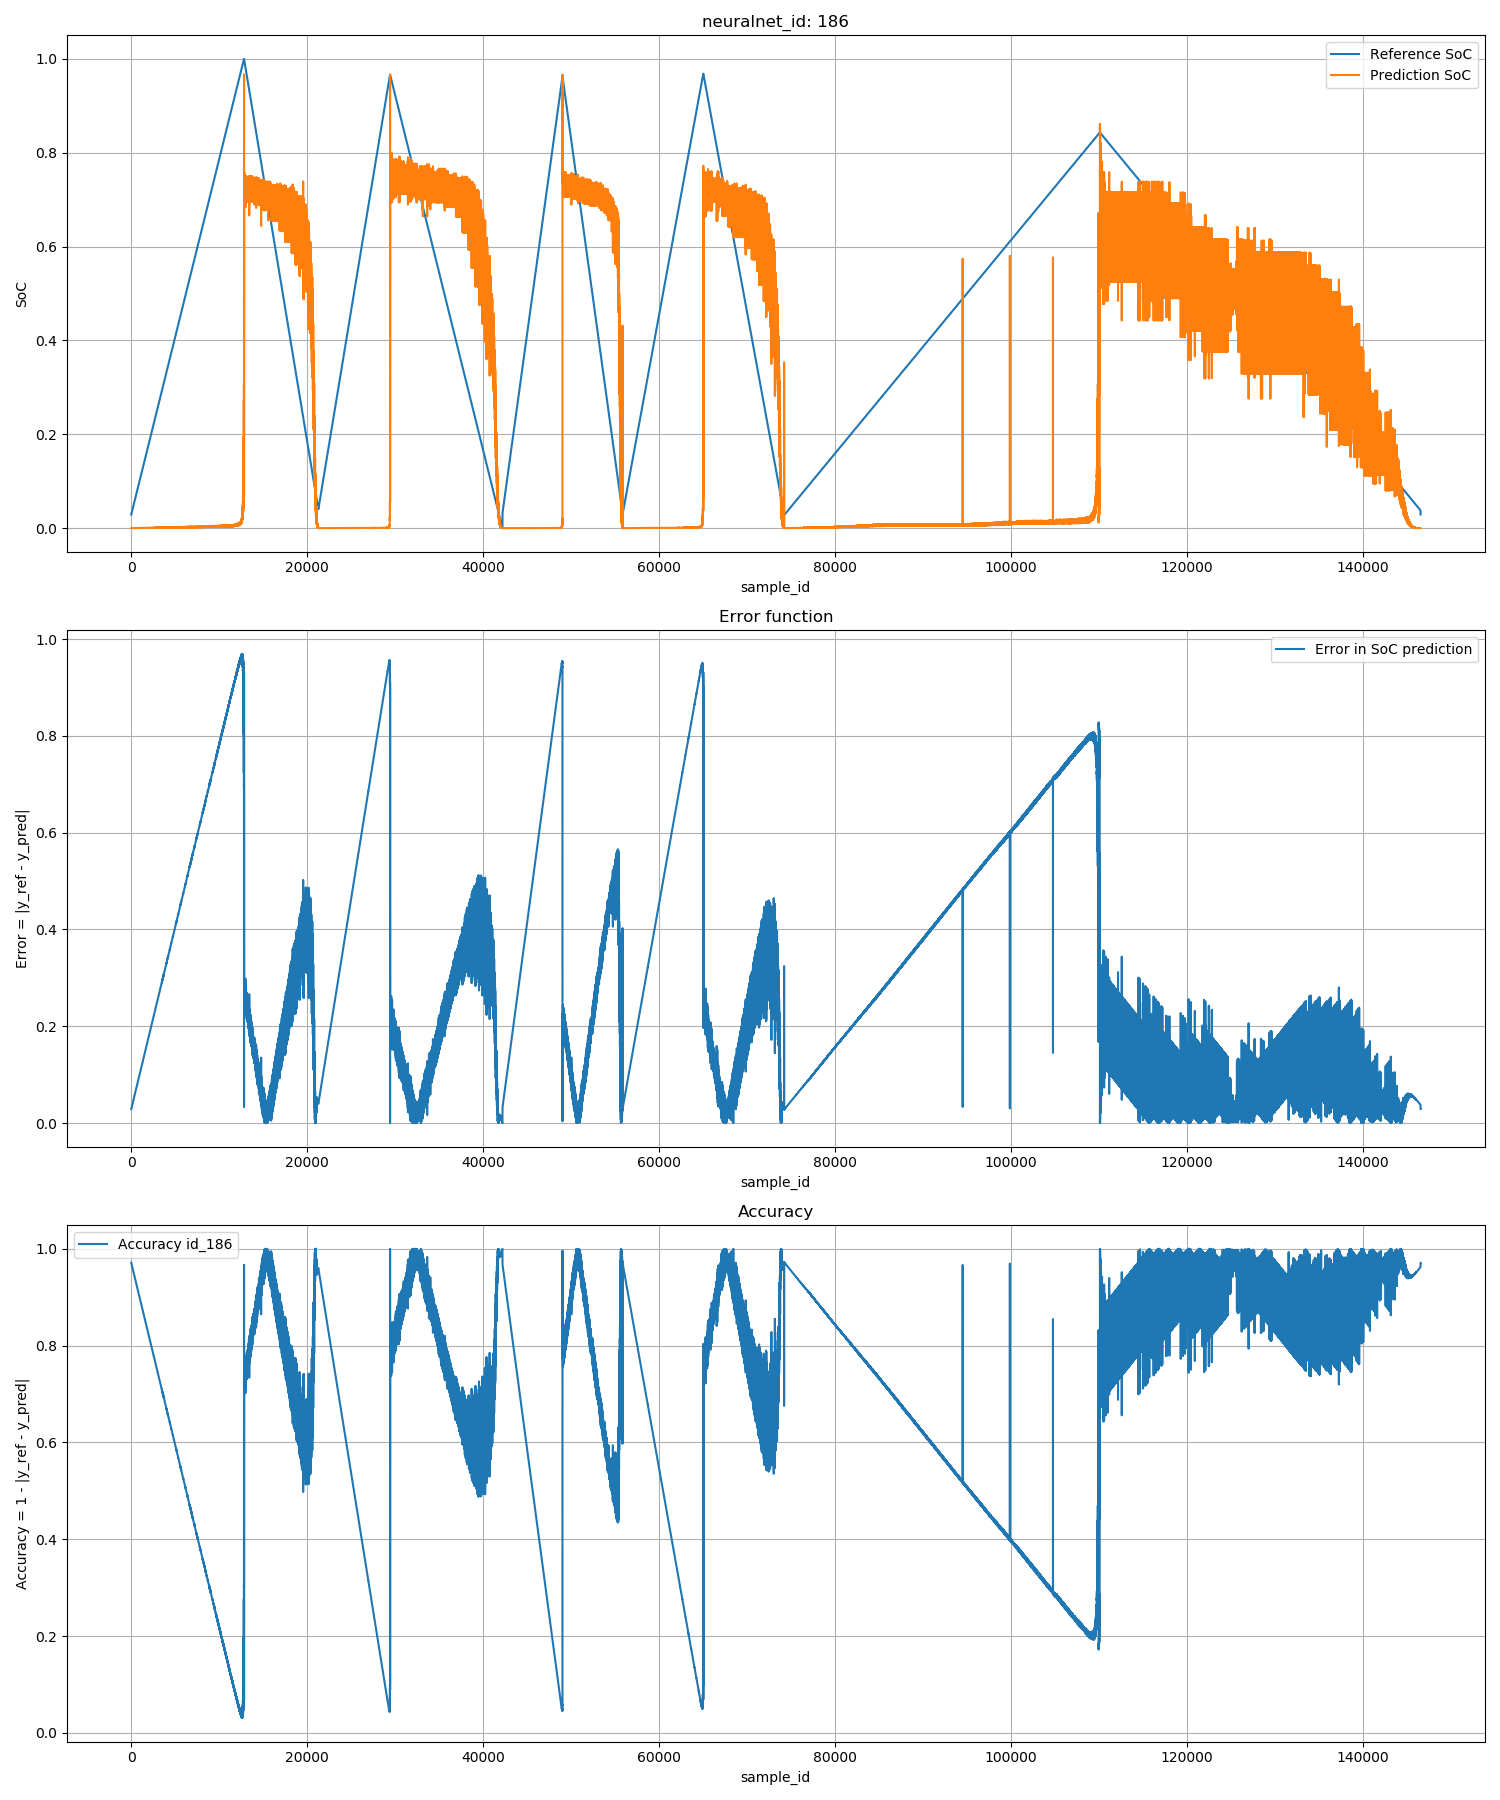 neuralnet_id: 186
1.0
0.8
0.6
0.4
0.2
0.0
SoC
Reference SoC
Prediction SoC
0 20000 40000 60000 80000 100000 120000 140000
sample_id
Error function
1.0
0.8
0.6
0.4
0.2
0.0
Error = |y_ref - y_pred|
Error in SoC prediction
0 20000 40000 60000 80000 100000 120000 140000
sample_id
Accuracy
1.0
0.8
0.6
0.4
0.2
0.0
Accuracy = 1 - |y_ref - y_pred|
Accuracy id_186
0 20000 40000 60000 80000 100000 120000 140000
sample_id